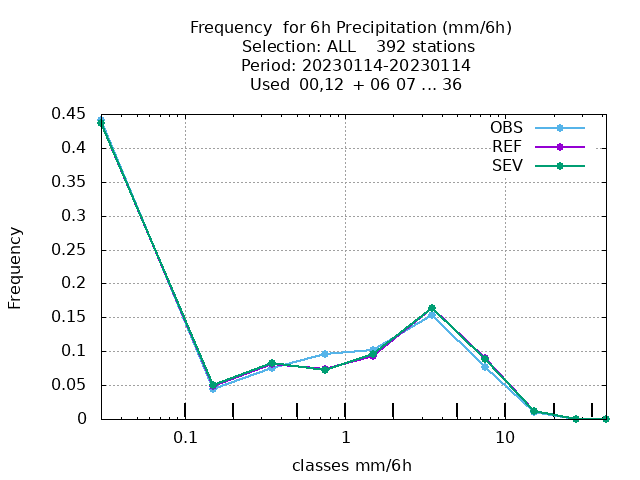 Frequency  for 6h Precipitation (mm/6h)
Selection: ALL    392 stations
Period: 20230114-20230114
Used  00,12  + 06 07 ... 36
0.45
0.4
0.35
0.3
0.25
0.2
0.15
0.1
0.05
0
Frequency
OBS
REF
SEV
0.1 1 10
classes mm/6h